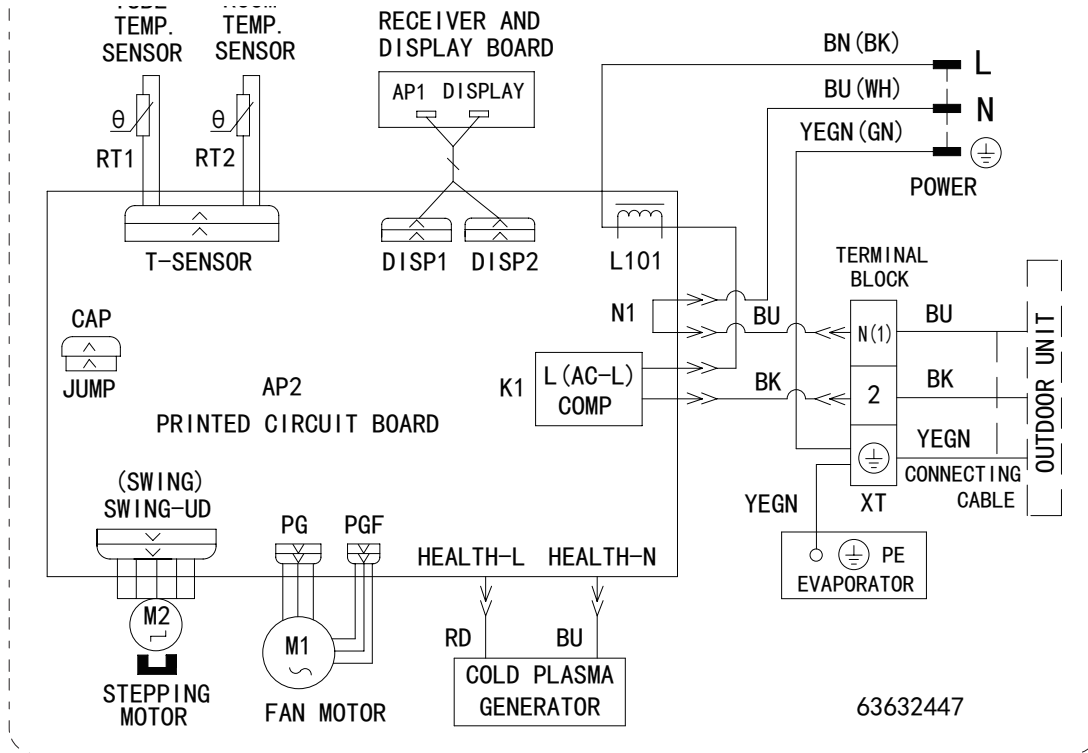 TEMP.
SENSOR
TEMP.
SENSOR
RECEIVER AND
DISPLAY BOARD
AP1 DISPLAY
BN(BK)
L
BU(WH)
N
YEGN(GN)
POWER
θ
RT1
θ
RT2
T-SENSOR
DISP1
DISP2
L101
TERMINAL
BLOCK
N1
BU
N(1)
BU
CAP
JUMP
AP2
PRINTED CIRCUIT BOARD
K1
L(AC-L)
COMP
BK
2
BK
YEGN
OUTDOOR UNIT
CONNECTING
CABLE
XT
YEGN
PE
EVAPORATOR
(SWING)
SWING-UD
PG
PGF
HEALTH-L
HEALTH-N
M2
STEPPING
MOTOR
M1
FAN MOTOR
RD
BU
COLD PLASMA
GENERATOR
63632447